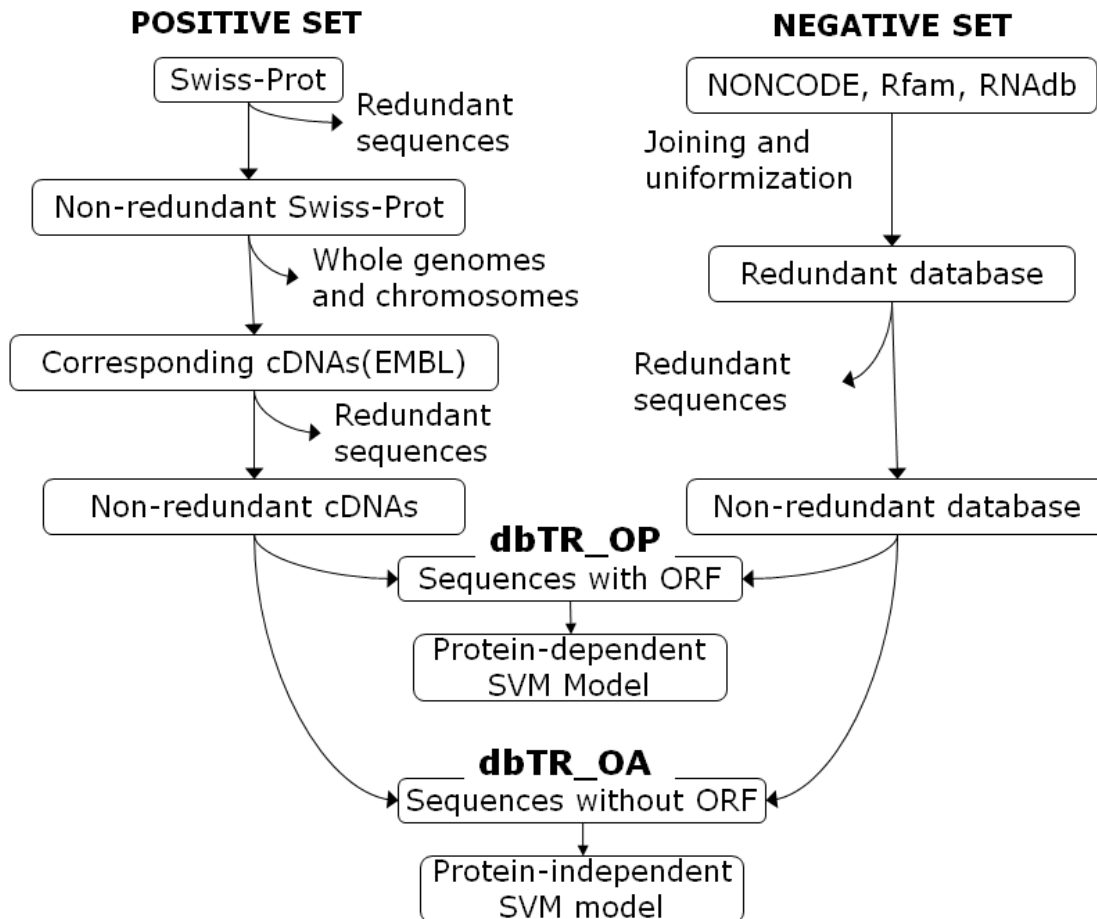 POSITIVE SET
Swiss-Prot
Redundant
sequences
Non-redundant Swiss-Prot
Whole genomes
and chromosomes
Corresponding cDNAs(EMBL)
Redundant
sequences
Non-redundant cDNAs
NEGATIVE SET
NONCODE, Rfam, RNAdb
Joining and
uniformization
Redundant database
Redundant
sequences
Non-redundant database
dbTR_OP
Sequences with ORF
Protein-dependent
SVM Model
dbTR_OA
Sequences without ORF
Protein-independent
SVM model